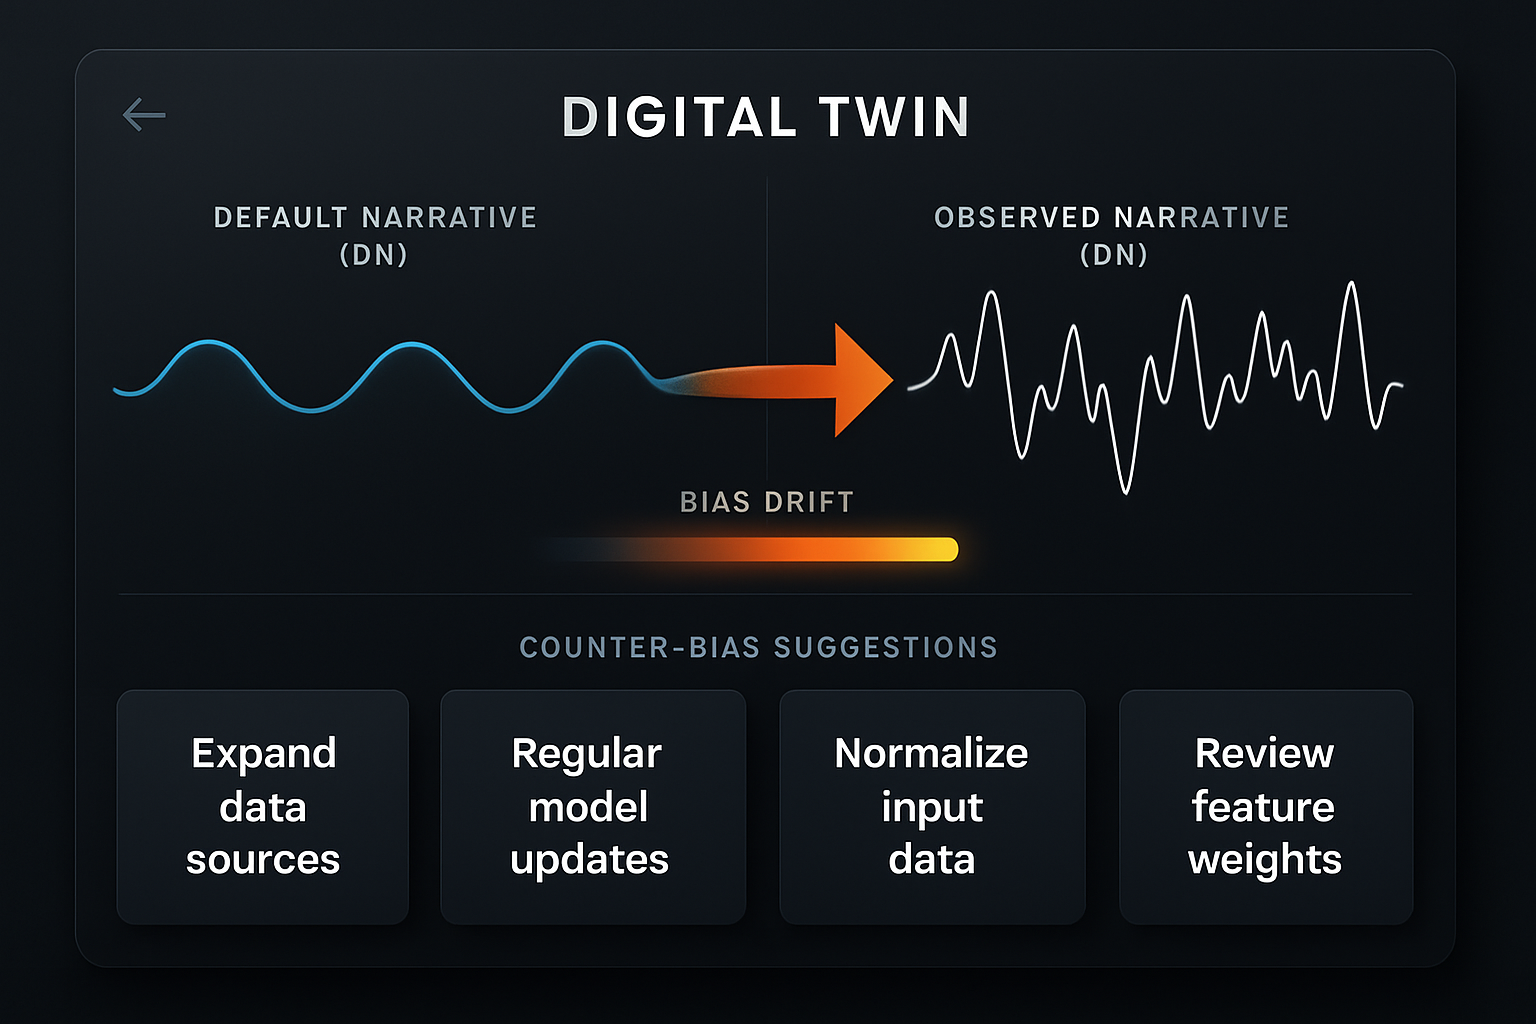 DIGITAL TWIN
DEFAULT NARRATIVE
(DN)
OBSERVED NARRATIVE
(DN)
BIAS DRIFT
COUNTER-BIAS SUGGESTIONS
Expand
data
sources
Regular
model
updates
Normalize
input
data
Review
feature
weights